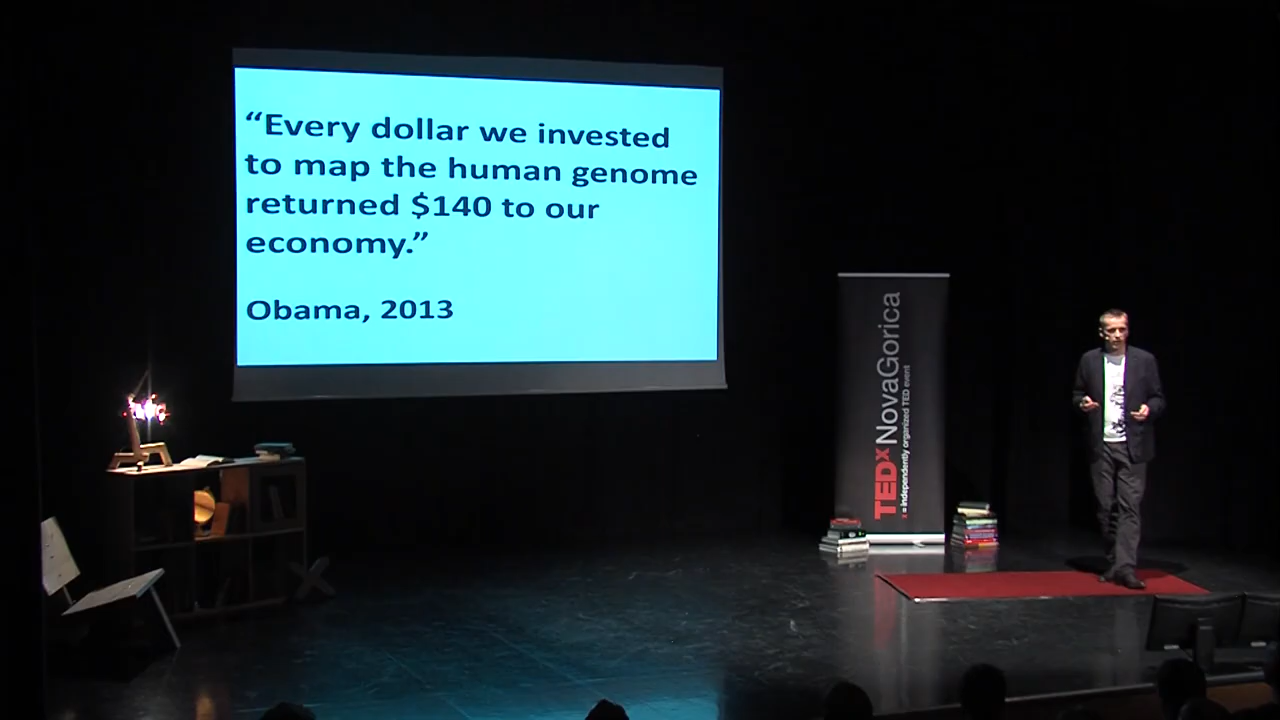 “Every dollar we invested
to map the human genome
returned $140 to our
economy.”
Obama, 2013
TEDx NovaGorica
x = independently organized TED event